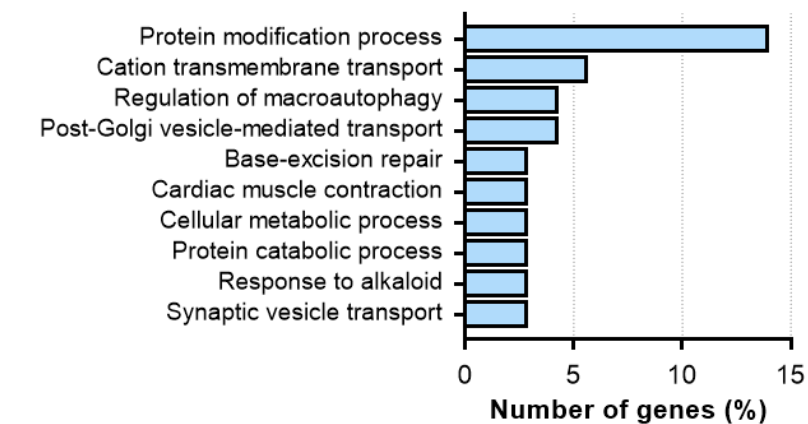 Protein modification process
Cation transmembrane transport
Regulation of macroautophagy
Post-Golgi vesicle-mediated transport
Base-excision repair
Cardiac muscle contraction
Cellular metabolic process
Protein catabolic process
Response to alkaloid
Synaptic vesicle transport
0 5 10 15
Number of genes (%)